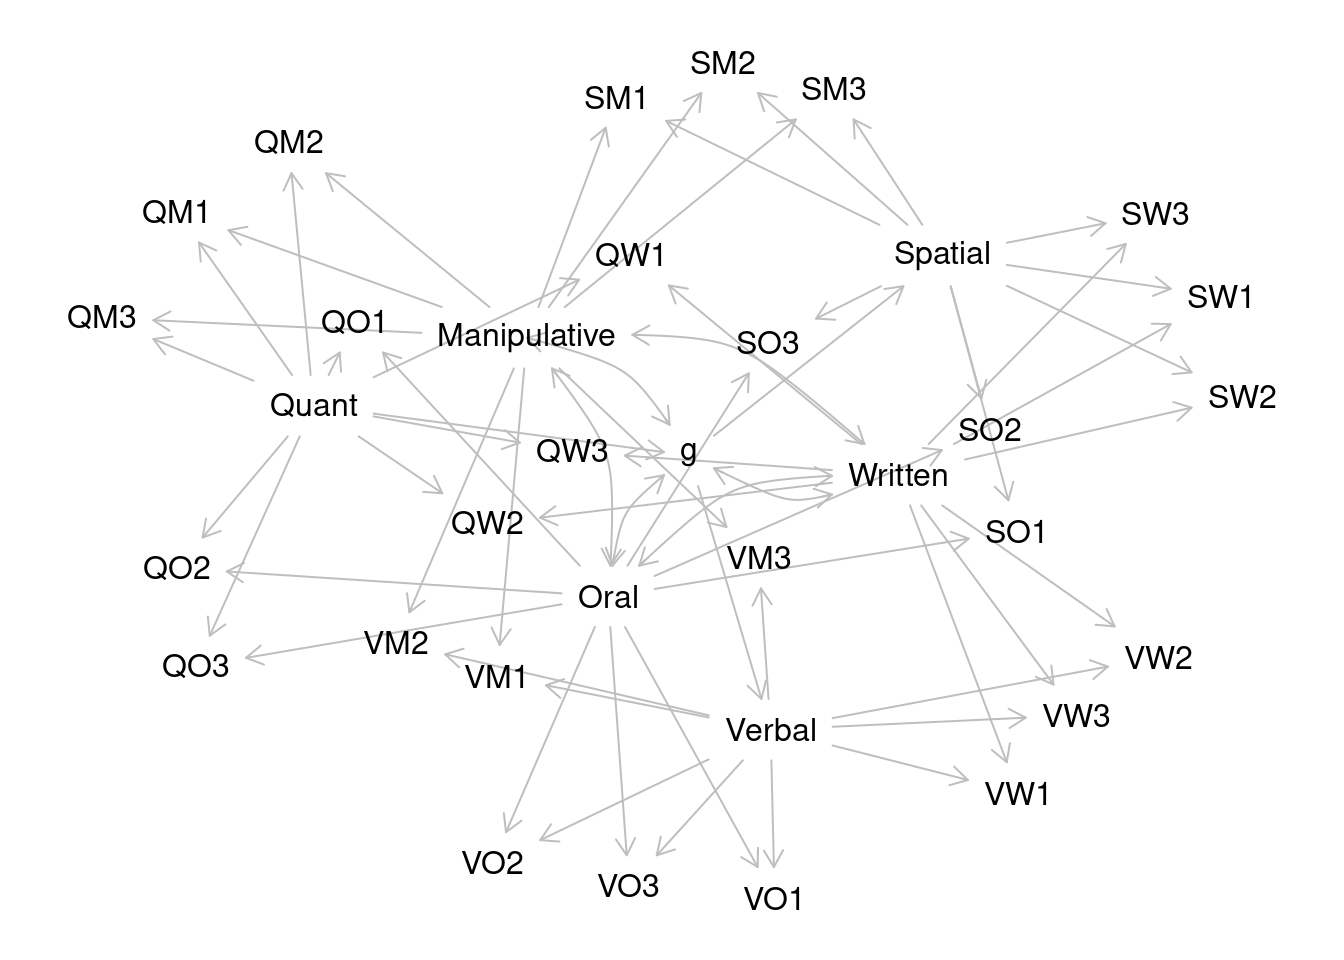 SM2
SM3
SM1
QM2
QM1
SW3
QW1
Spatial
SW1
QM3
QO1
Manipulative
SO3
SW2
Quant
SO2
QW3
g
Written
QW2
SO1
VM3
QO2
Oral
VM2
VW2
QO3
VM1
VW3
Verbal
VW1
VO2
VO3
VO1